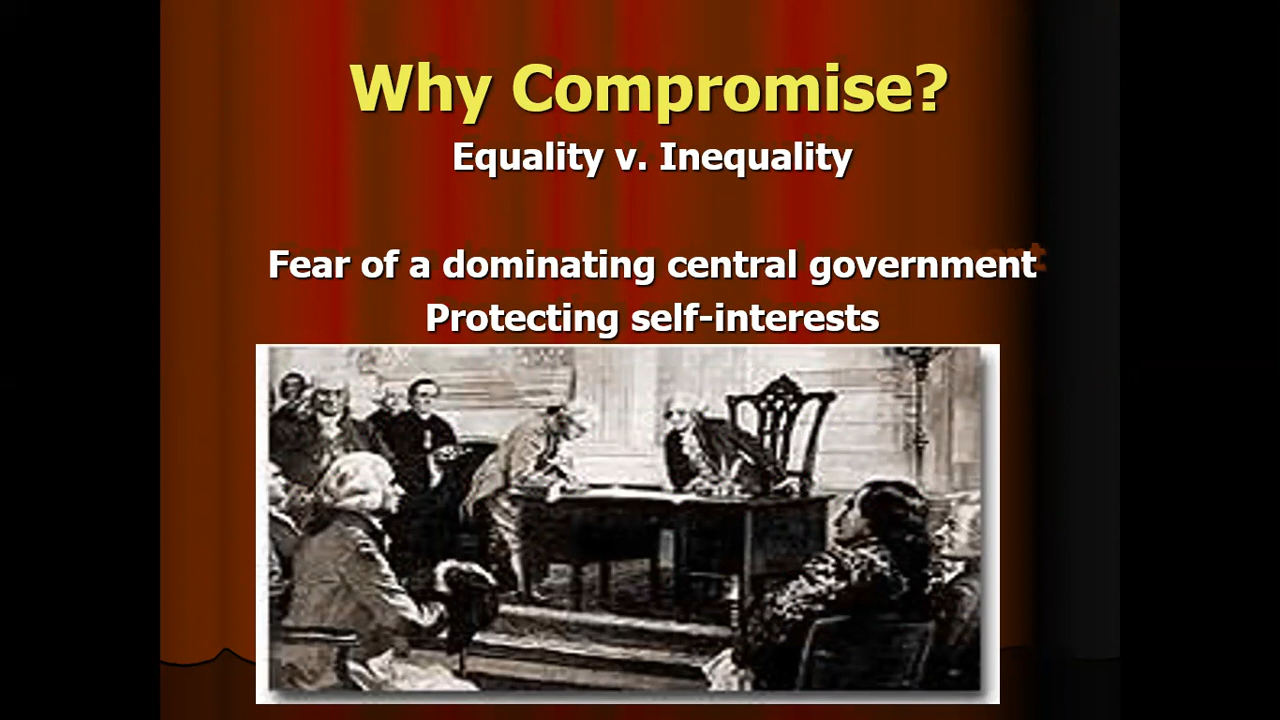 Why Compromise?
Equality v. Inequality
Fear of a dominating central government
Protecting self-interests